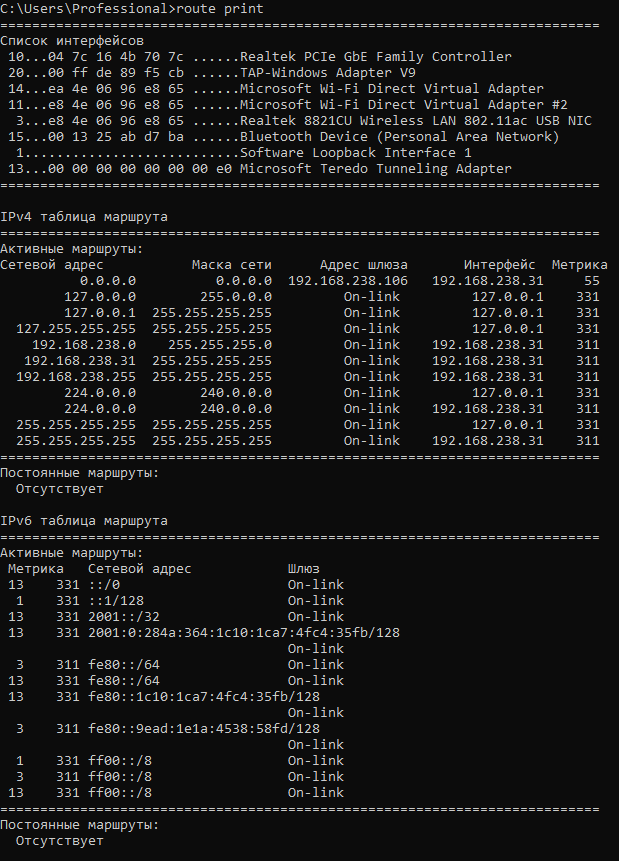 C:\Users\Professional>route print
===========================================================================
Список интерфейсов
 10...04 7c 16 4b 70 7c ......Realtek PCIe GbE Family Controller
 20...00 ff de 89 f5 cb ......TAP-Windows Adapter V9
 14...ea 4e 06 96 e8 65 ......Microsoft Wi-Fi Direct Virtual Adapter
 11...e8 4e 06 96 e8 65 ......Microsoft Wi-Fi Direct Virtual Adapter #2
  3...e8 4e 06 96 e8 65 ......Realtek 8821CU Wireless LAN 802.11ac USB NIC
 15...00 13 25 ab d7 ba ......Bluetooth Device (Personal Area Network)
  1...........................Software Loopback Interface 1
 13...00 00 00 00 00 00 00 e0 Microsoft Teredo Tunneling Adapter
===========================================================================

IPv4 таблица маршрута
===========================================================================
Активные маршруты:
Сетевой адрес           Маска сети      Адрес шлюза       Интерфейс  Метрика
          0.0.0.0          0.0.0.0  192.168.238.106   192.168.238.31     55
        127.0.0.0        255.0.0.0         On-link         127.0.0.1    331
        127.0.0.1  255.255.255.255         On-link         127.0.0.1    331
  127.255.255.255  255.255.255.255         On-link         127.0.0.1    331
    192.168.238.0    255.255.255.0         On-link    192.168.238.31    311
   192.168.238.31  255.255.255.255         On-link    192.168.238.31    311
  192.168.238.255  255.255.255.255         On-link    192.168.238.31    311
        224.0.0.0        240.0.0.0         On-link         127.0.0.1    331
        224.0.0.0        240.0.0.0         On-link    192.168.238.31    311
  255.255.255.255  255.255.255.255         On-link         127.0.0.1    331
  255.255.255.255  255.255.255.255         On-link    192.168.238.31    311
===========================================================================
Постоянные маршруты:
  Отсутствует

IPv6 таблица маршрута
===========================================================================
Активные маршруты:
 Метрика   Сетевой адрес            Шлюз
 13    331 ::/0                     On-link
  1    331 ::1/128                  On-link
 13    331 2001::/32                On-link
 13    331 2001:0:284a:364:1c10:1ca7:4fc4:35fb/128
                                    On-link
  3    311 fe80::/64                On-link
 13    331 fe80::/64                On-link
 13    331 fe80::1c10:1ca7:4fc4:35fb/128
                                    On-link
  3    311 fe80::9ead:1e1a:4538:58fd/128
                                    On-link
  1    331 ff00::/8                 On-link
  3    311 ff00::/8                 On-link
 13    331 ff00::/8                 On-link
===========================================================================
Постоянные маршруты:
  Отсутствует